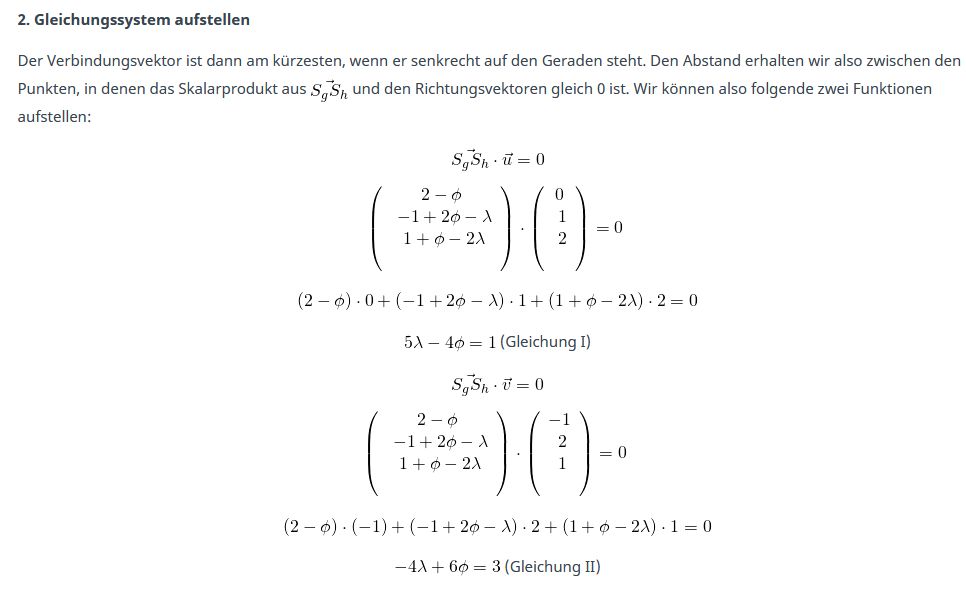 2. Gleichungssystem aufstellen
Der Verbindungsvektor ist dann am kürzesten, wenn er senkrecht auf den Geraden steht. Den Abstand erhalten wir also zwischen den
Punkten, in denen das Skalarprodukt aus $\vec{S_gS_h}$ und den Richtungsvektoren gleich 0 ist. Wir können also folgende zwei Funktionen
aufstellen:
$\vec{S_gS_h} \cdot \vec{u} = 0$
$\begin{pmatrix} 2 - \phi \\ -1 + 2\phi - \lambda \\ 1 + \phi - 2\lambda \end{pmatrix} \cdot \begin{pmatrix} 0 \\ 1 \\ 2 \end{pmatrix} = 0$
$(2 - \phi) \cdot 0 + (-1 + 2\phi - \lambda) \cdot 1 + (1 + \phi - 2\lambda) \cdot 2 = 0$
$5\lambda - 4\phi = 1$ (Gleichung I)
$\vec{S_gS_h} \cdot \vec{v} = 0$
$\begin{pmatrix} 2 - \phi \\ -1 + 2\phi - \lambda \\ 1 + \phi - 2\lambda \end{pmatrix} \cdot \begin{pmatrix} -1 \\ 2 \\ 1 \end{pmatrix} = 0$
$(2 - \phi) \cdot (-1) + (-1 + 2\phi - \lambda) \cdot 2 + (1 + \phi - 2\lambda) \cdot 1 = 0$
$-4\lambda + 6\phi = 3$ (Gleichung II)